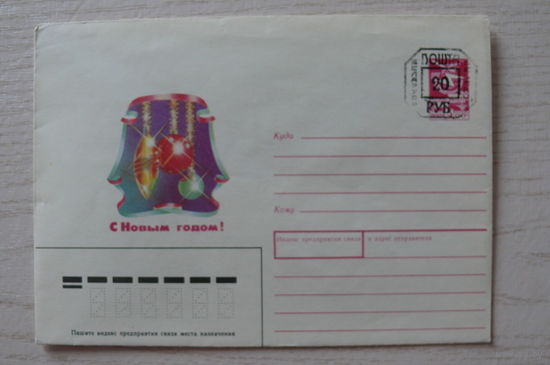 ПОШТА
20
РУБ
Куда
Кому
С Новым годом!
Индекс предприятия связи и адрес отправителя
Пишите индекс предприятия связи места назначения